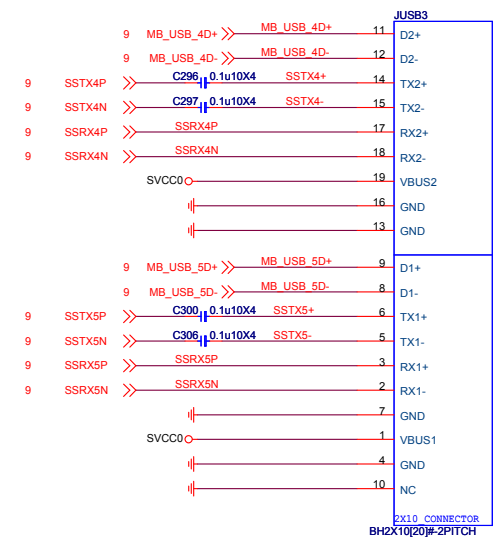 JUSB3
9 MB_USB_4D+ MB_USB_4D+ 11 D2+
9 MB_USB_4D- MB_USB_4D- 12 D2-
9 SSTX4P C296 0.1u10X4 SSTX4+ 14 TX2+
9 SSTX4N C297 0.1u10X4 SSTX4- 15 TX2-
9 SSRX4P SSRX4P 17 RX2+
9 SSRX4N SSRX4N 18 RX2-
SVCC0 19 VBUS2
16 GND
13 GND
9 MB_USB_5D+ MB_USB_5D+ 9 D1+
9 MB_USB_5D- MB_USB_5D- 8 D1-
9 SSTX5P C300 0.1u10X4 SSTX5+ 6 TX1+
9 SSTX5N C306 0.1u10X4 SSTX5- 5 TX1-
9 SSRX5P SSRX5P 3 RX1+
9 SSRX5N SSRX5N 2 RX1-
7 GND
SVCC0 1 VBUS1
4 GND
10 NC
2X10_CONNECTOR
BH2X10[20]#-2PITCH